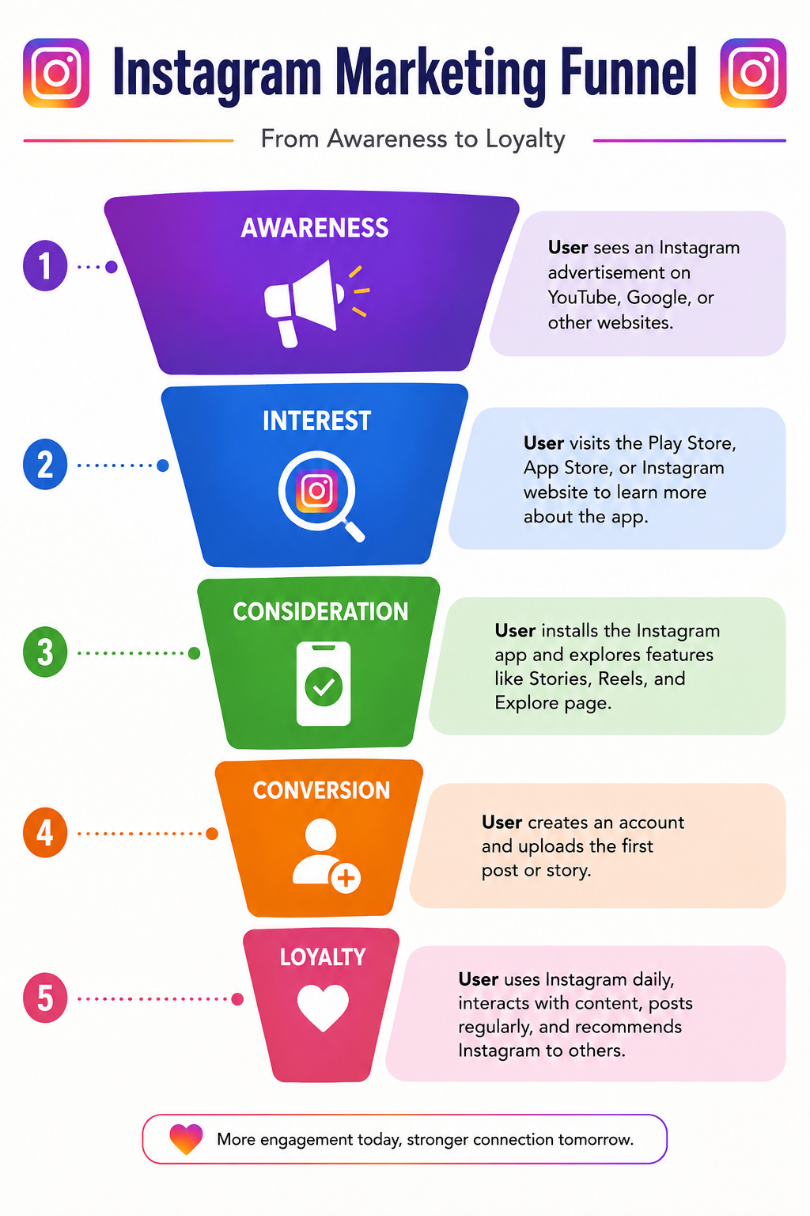 Instagram Marketing Funnel
From Awareness to Loyalty
1
AWARENESS
User sees an Instagram
advertisement on
YouTube, Google, or
other websites.
2
INTEREST
User visits the Play Store,
App Store, or Instagram
website to learn more
about the app.
3
CONSIDERATION
User installs the Instagram
app and explores features
like Stories, Reels, and
Explore page.
4
CONVERSION
User creates an account
and uploads the first
post or story.
5
LOYALTY
User uses Instagram daily,
interacts with content, posts
regularly, and recommends
Instagram to others.
More engagement today, stronger connection tomorrow.